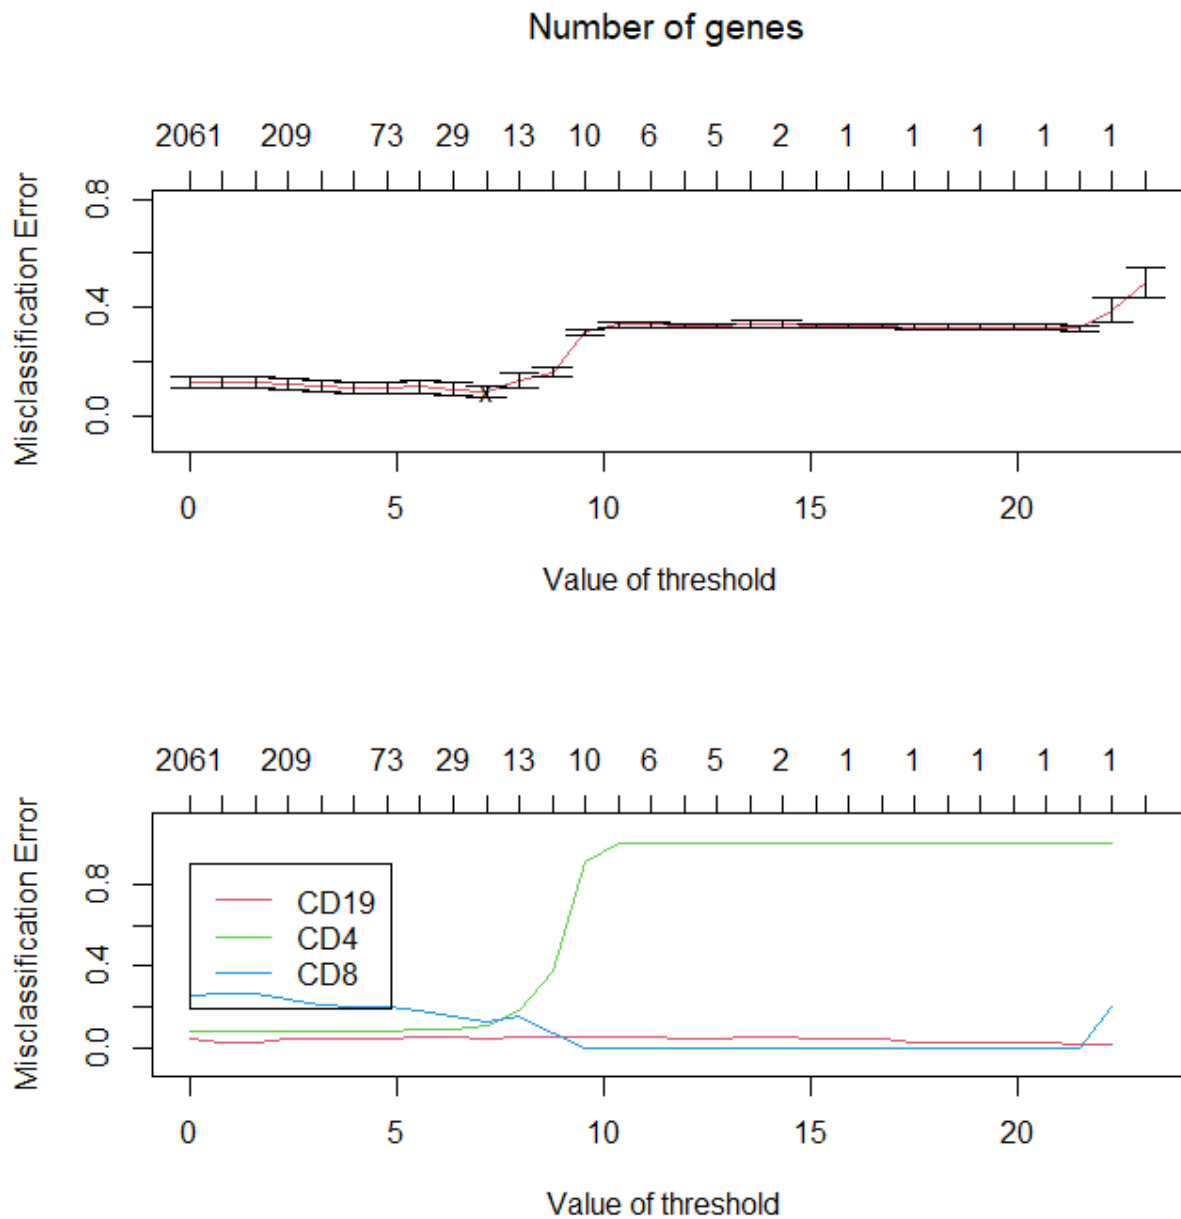 Number of genes
2061 209 73 29 13 10 6 5 2 1 1 1 1 1
Misclassification Error
0.8
0.4
0.0
x
0 5 10 15 20
Value of threshold
2061 209 73 29 13 10 6 5 2 1 1 1 1 1
Misclassification Error
0.8
0.4
0.0
CD19
CD4
CD8
0 5 10 15 20
Value of threshold